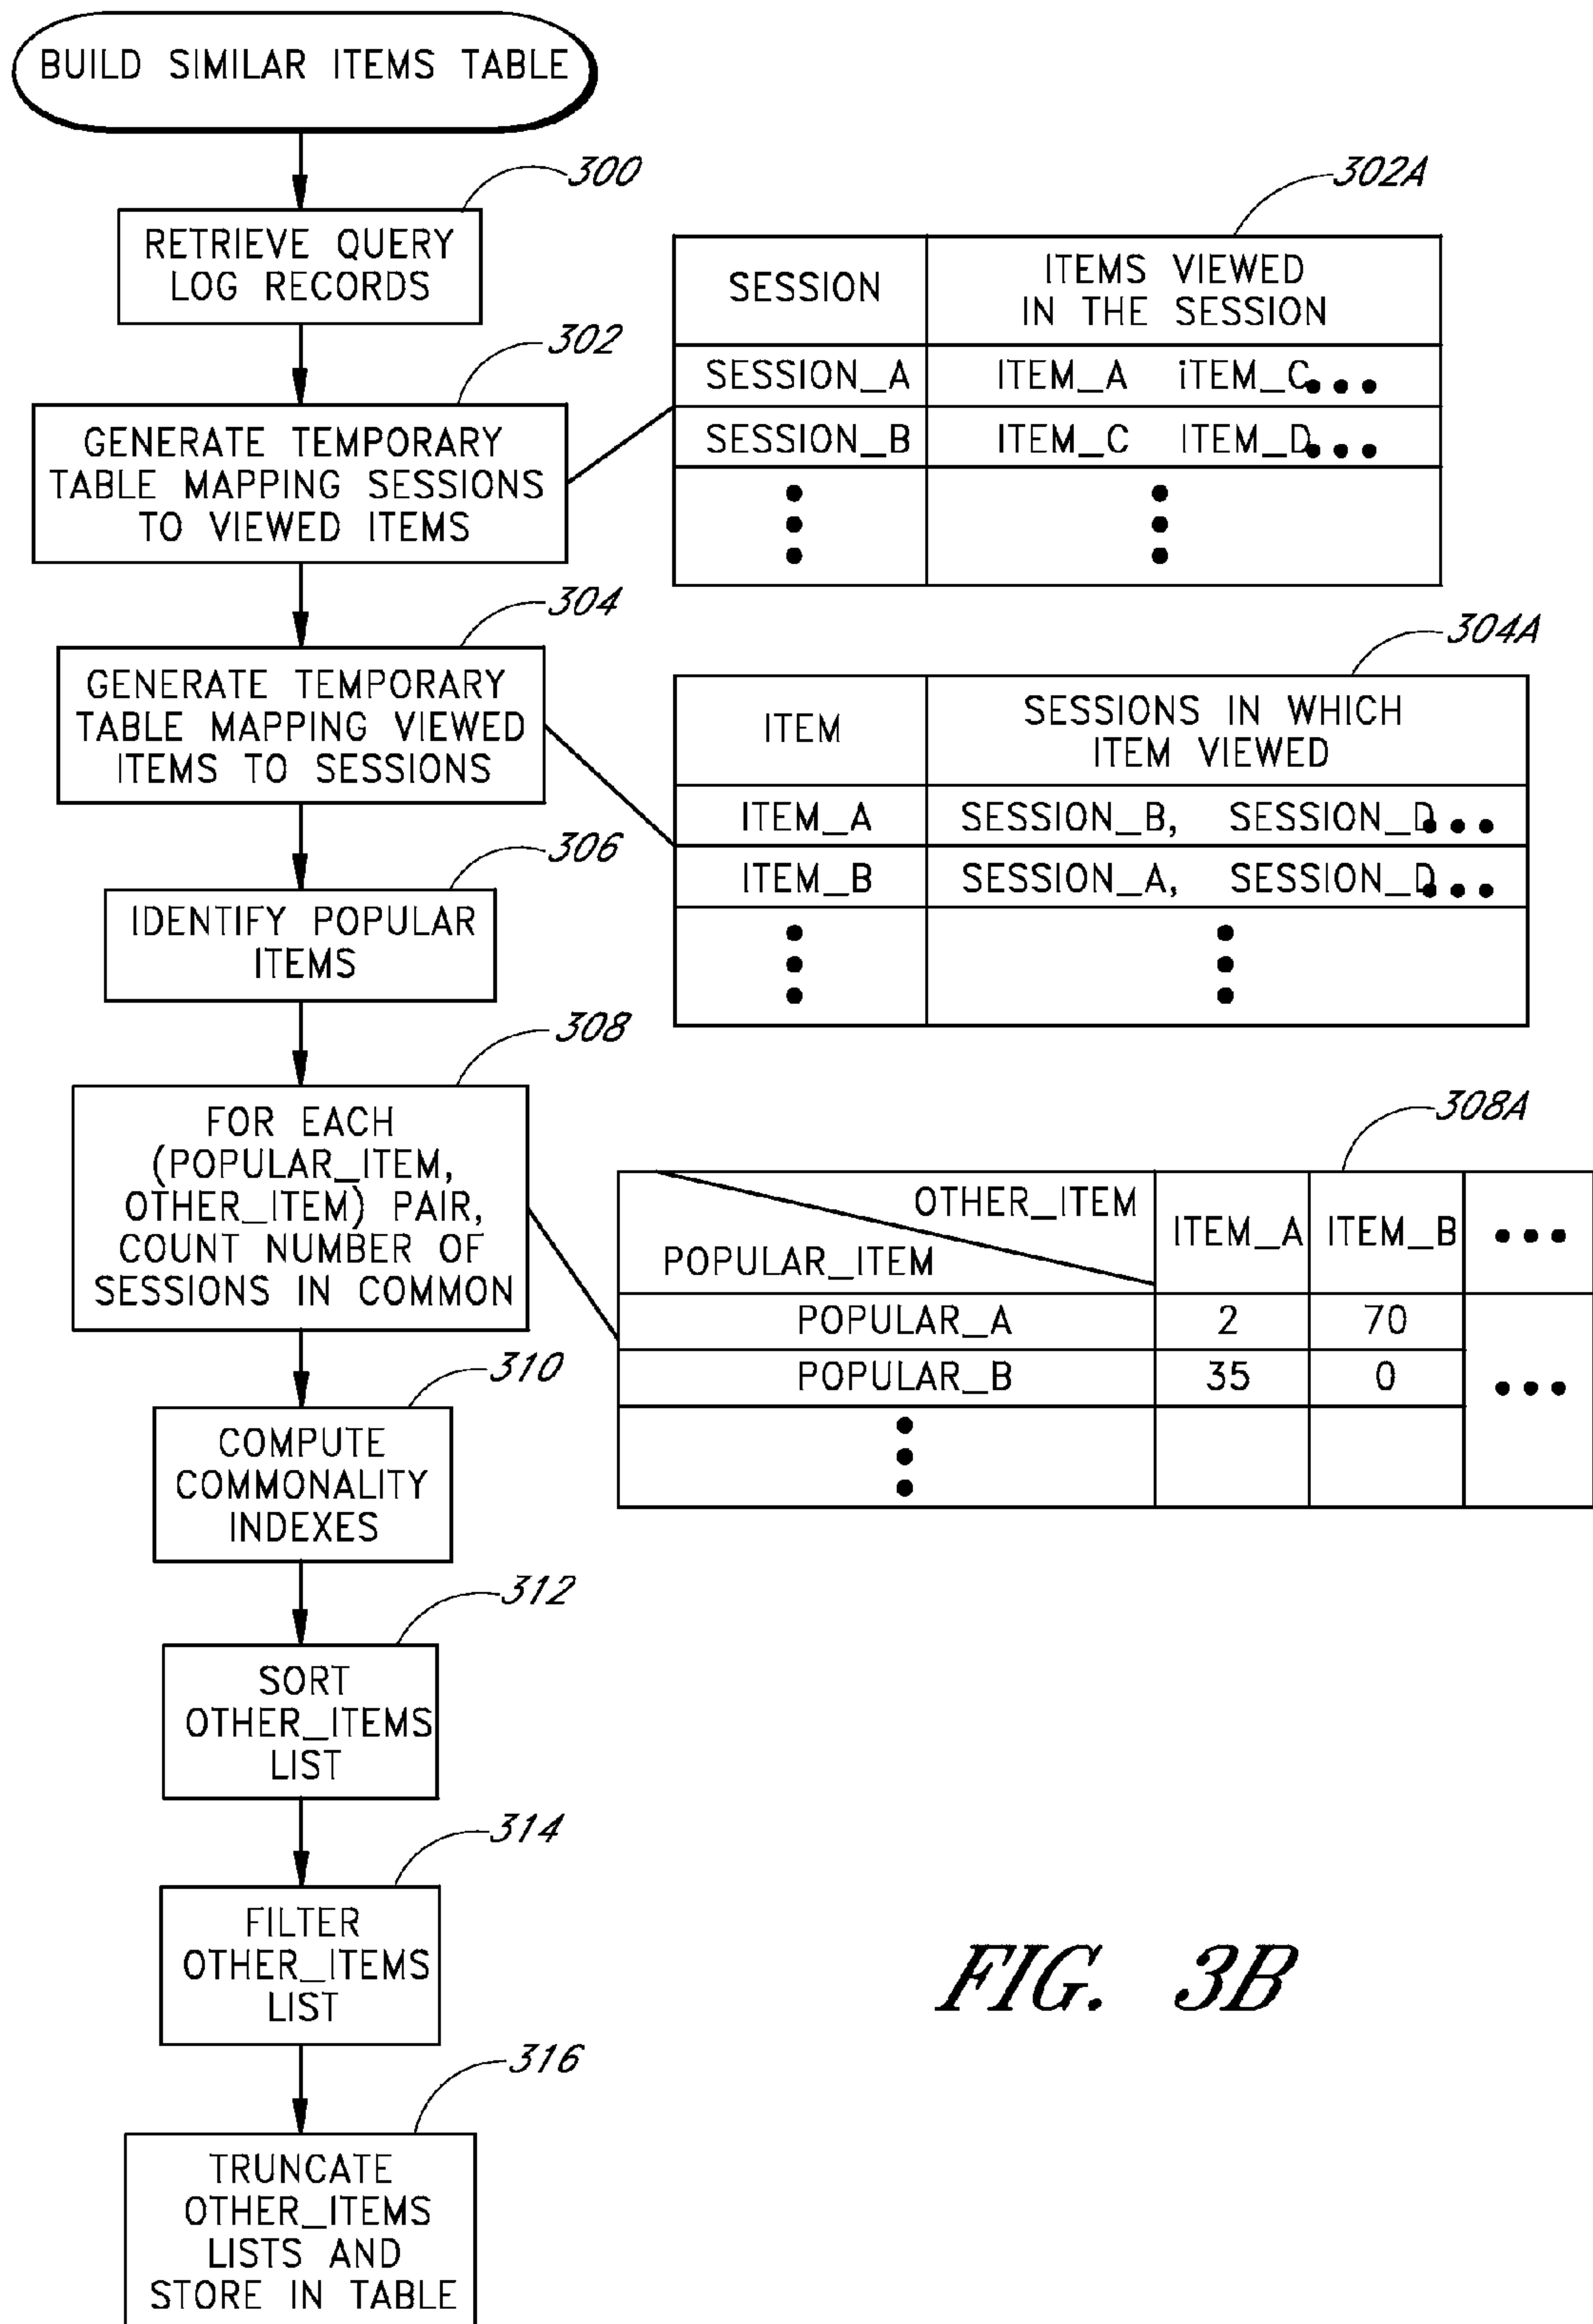 BUILD SIMILAR ITEMS TABLE
300
RETRIEVE QUERY
LOG RECORDS
302
GENERATE TEMPORARY
TABLE MAPPING SESSIONS
TO VIEWED ITEMS
302A
SESSION
ITEMS VIEWED
IN THE SESSION
SESSION_A ITEM_A iTEM_C...
SESSION_B ITEM_C ITEM_D...
304
GENERATE TEMPORARY
TABLE MAPPING VIEWED
ITEMS TO SESSIONS
304A
ITEM
SESSIONS IN WHICH
ITEM VIEWED
ITEM_A SESSION_B, SESSION_D...
ITEM_B SESSION_A, SESSION_D...
306
IDENTIFY POPULAR
ITEMS
308
FOR EACH
(POPULAR_ITEM,
OTHER_ITEM) PAIR,
COUNT NUMBER OF
SESSIONS IN COMMON
308A
OTHER_ITEM
POPULAR_ITEM
ITEM_A ITEM_B ...
POPULAR_A 2 70
POPULAR_B 35 0 ...
310
COMPUTE
COMMONALITY
INDEXES
312
SORT
OTHER_ITEMS
LIST
314
FILTER
OTHER_ITEMS
LIST
316
TRUNCATE
OTHER_ITEMS
LISTS AND
STORE IN TABLE
FIG. 3B